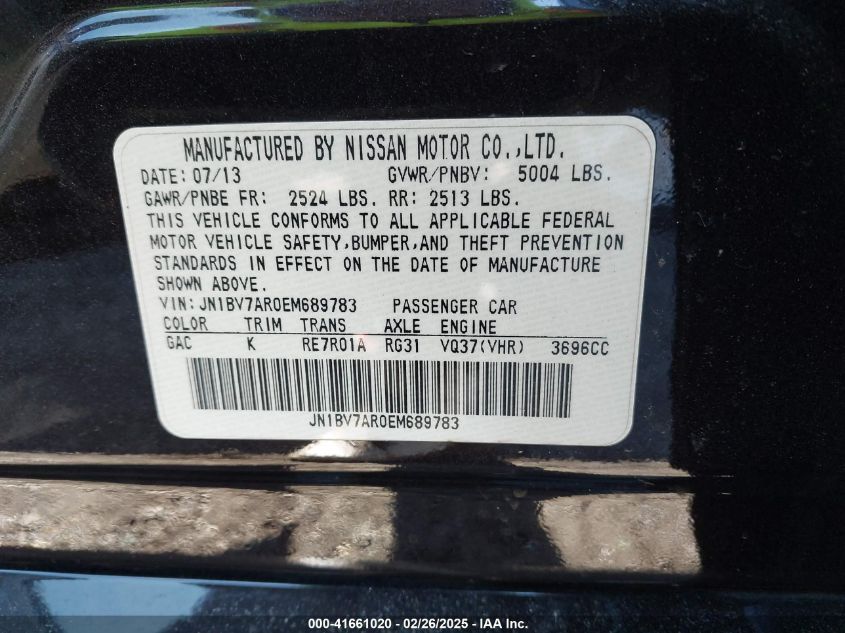 MANUFACTURED BY NISSAN MOTOR CO.,LTD.
DATE: 07/13 GVWR/PNBV: 5004 LBS.
GAWR/PNBE FR: 2524 LBS. RR: 2513 LBS.
THIS VEHICLE CONFORMS TO ALL APPLICABLE FEDERAL
MOTOR VEHICLE SAFETY,BUMPER,AND THEFT PREVENTION
STANDARDS IN EFFECT ON THE DATE OF MANUFACTURE
SHOWN ABOVE.
VIN: JN1BV7AR0EM689783 PASSENGER CAR
COLOR TRIM TRANS AXLE ENGINE
GAC K RE7R01A RG31 VQ37(VHR) 3696CC
JN1BV7AR0EM689783
000-41661020 - 02/26/2025 - IAA Inc.